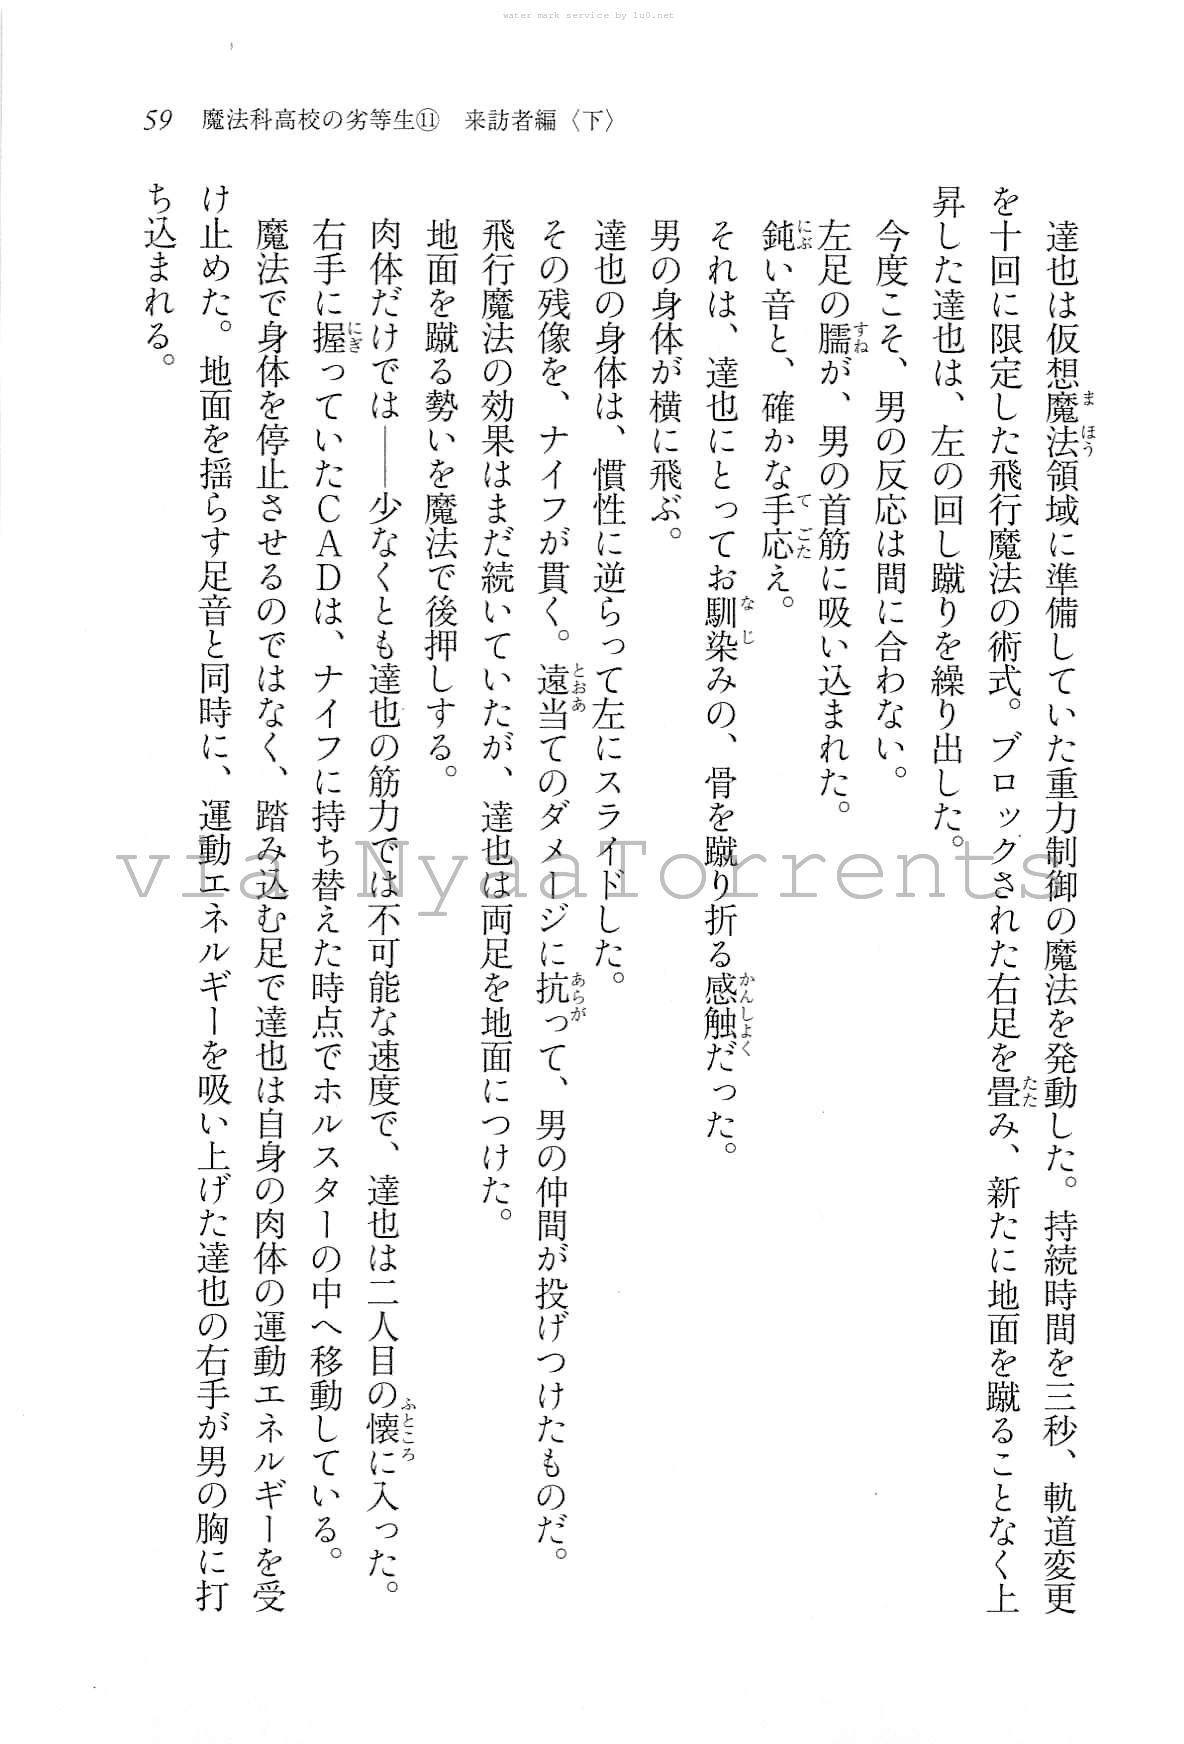 water mark service by lu0.net
59 魔法科高校の劣等生⑪ 来訪者編〈下〉
達也は仮想魔法領域に準備していた重力制御の魔法を発動した。持続時間を三秒、軌道変更
を十回に限定した飛行魔法の術式。ブロックされた右足を畳み、新たに地面を蹴ることなく上
昇した達也は、左の回し蹴りを繰り出した。
今度こそ、男の反応は間に合わない。
左足の臑が、男の首筋に吸い込まれた。
鈍い音と、確かな手応え。
それは、達也にとってお馴染みの、骨を蹴り折る感触だった。
男の身体が横に飛ぶ。
達也の身体は、慣性に逆らって左にスライドした。
その残像を、ナイフが貫く。遠当てのダメージに抗って、男の仲間が投げつけたものだ。
飛行魔法の効果はまだ続いていたが、達也は両足を地面につけた。
地面を蹴る勢いを魔法で後押しする。
肉体だけでは――少なくとも達也の筋力では不可能な速度で、達也は二人目の懐に入った。
右手に握っていたCADは、ナイフに持ち替えた時点でホルスターの中へ移動している。
魔法で身体を停止させるのではなく、踏み込む足で達也は自身の肉体の運動エネルギーを受
け止めた。地面を揺らす足音と同時に、運動エネルギーを吸い上げた達也の右手が男の胸に打
ち込まれる。
via NyaaTorrents